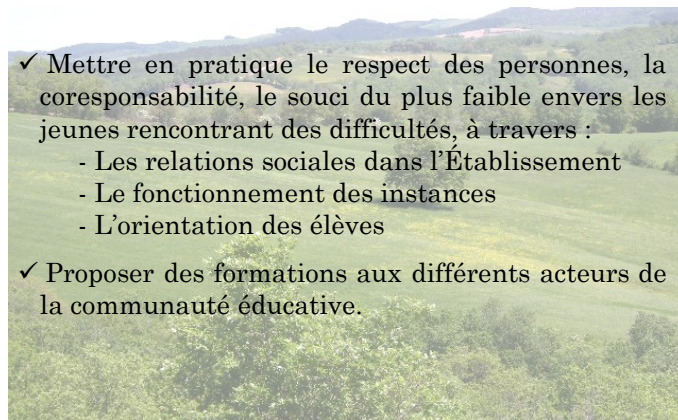 ✓ Mettre en pratique le respect des personnes, la
coresponsabilité, le souci du plus faible envers les
jeunes rencontrant des difficultés, à travers :
- Les relations sociales dans l’Établissement
- Le fonctionnement des instances
- L’orientation des élèves
✓ Proposer des formations aux différents acteurs de
la communauté éducative.